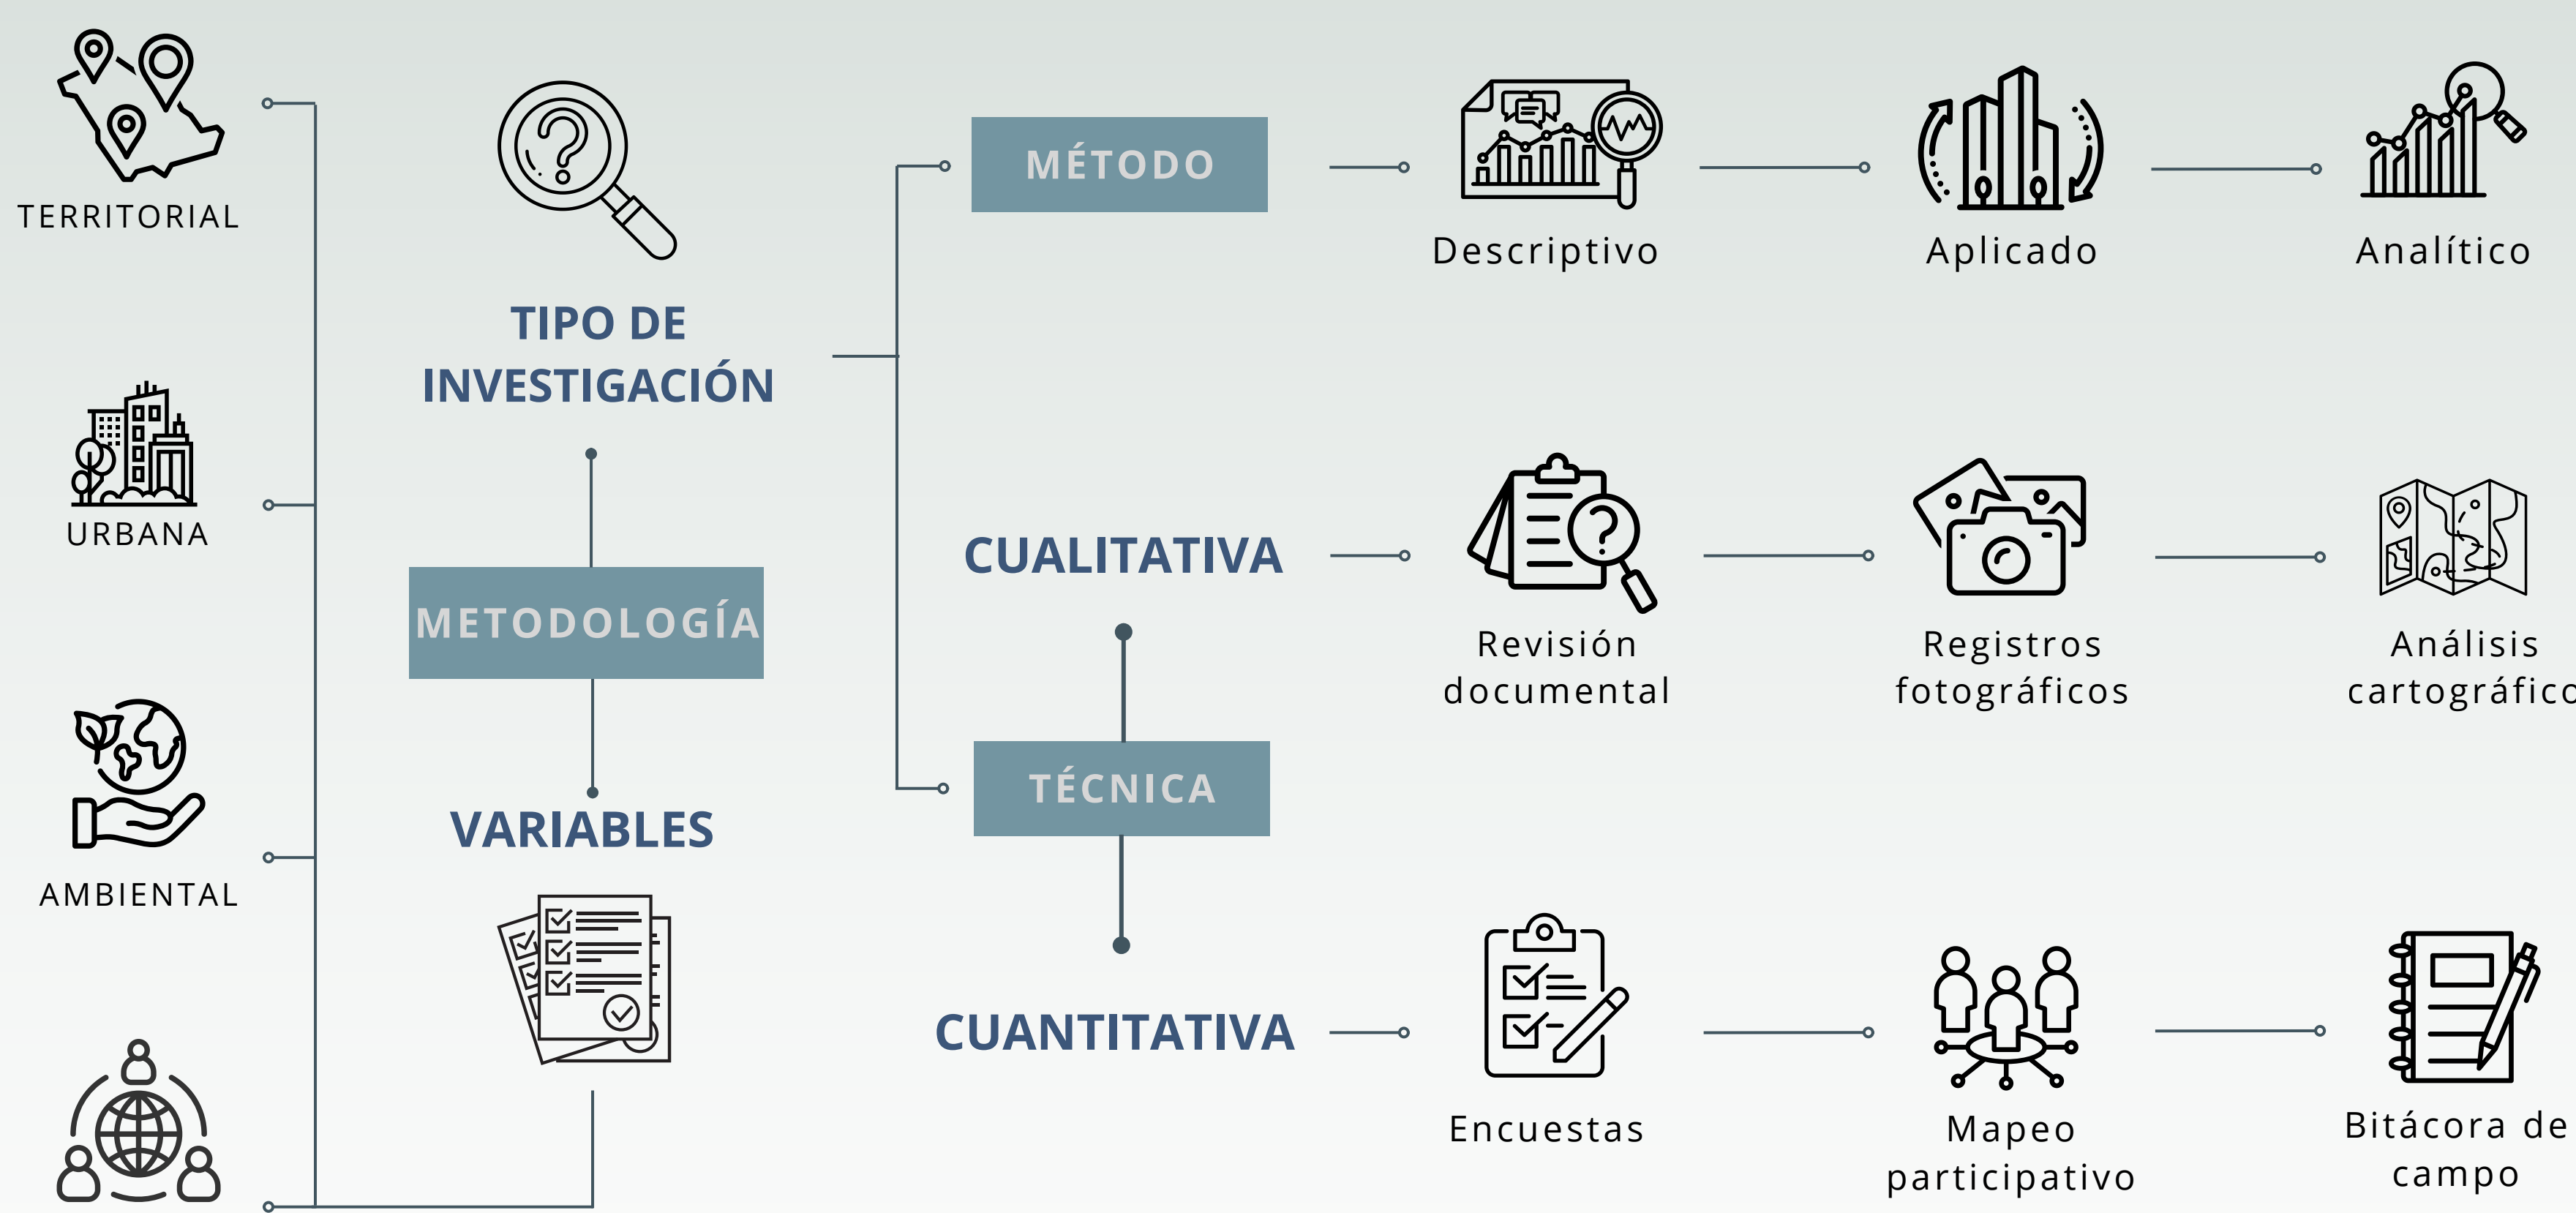 TERRITORIAL
URBANA
AMBIENTAL
TIPO DE
INVESTIGACIÓN
METODOLOGÍA
VARIABLES
MÉTODO
Descriptivo
Aplicado
Analítico
CUALITATIVA
Revisión
documental
Registros
fotográficos
Análisis
cartográfico
TÉCNICA
CUANTITATIVA
Encuestas
Mapeo
participativo
Bitácora de
campo